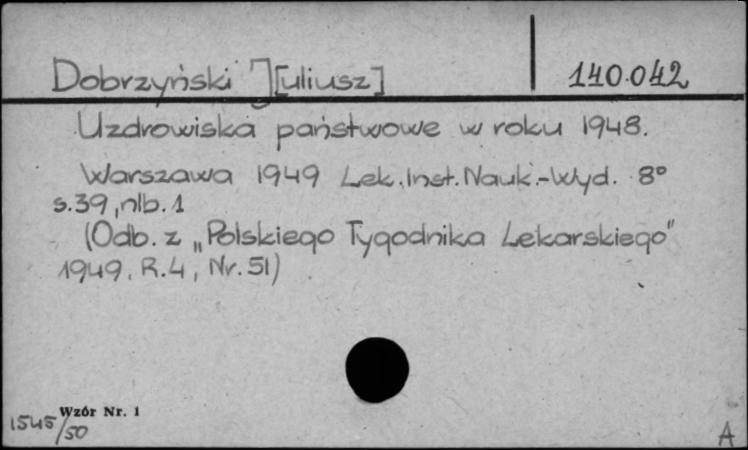 Dobrzyński J[uliusz] 140.042
Uzdrowiska państwowe w roku 1948.
Warszawa 1949 Lek. Inst. Nauk.-Wyd. 8°
s.39, nlb. 1
(Odb. z „Polskiego Tygodnika Lekarskiego"
1949, R.4, Nr. 51)
Wzór Nr. 1
1545/50
A